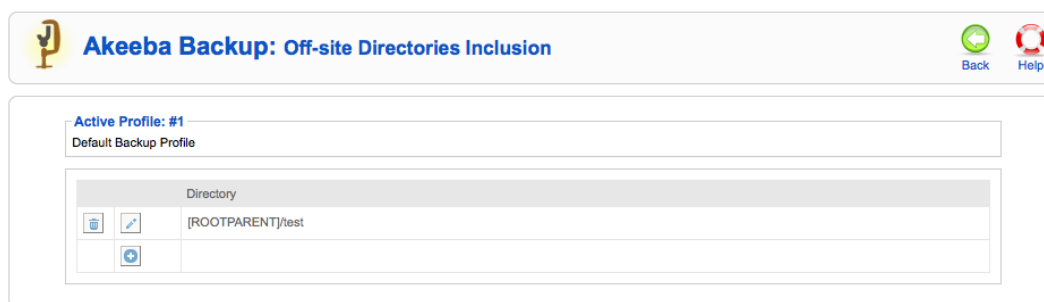 Akeeba Backup: Off-site Directories Inclusion
Back
Help
Active Profile: #1
Default Backup Profile
Directory
[ROOTPARENT]/test